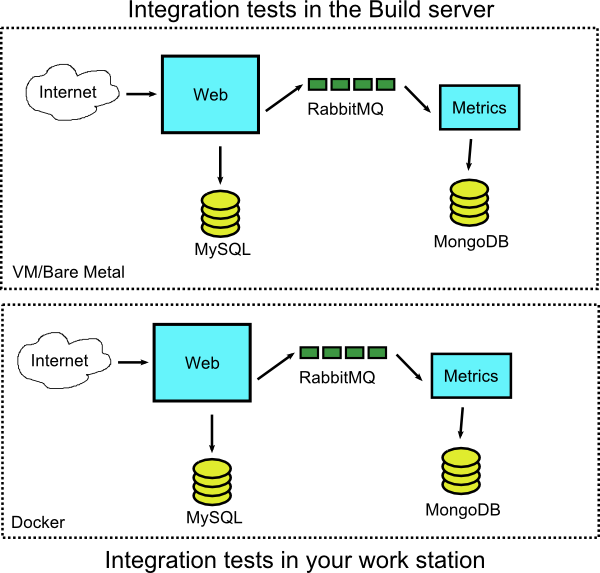 Integration tests in the Build server
Internet
Web
RabbitMQ
Metrics
MySQL
MongoDB
VM/Bare Metal
Internet
Web
RabbitMQ
Metrics
MySQL
MongoDB
Docker
Integration tests in your work station